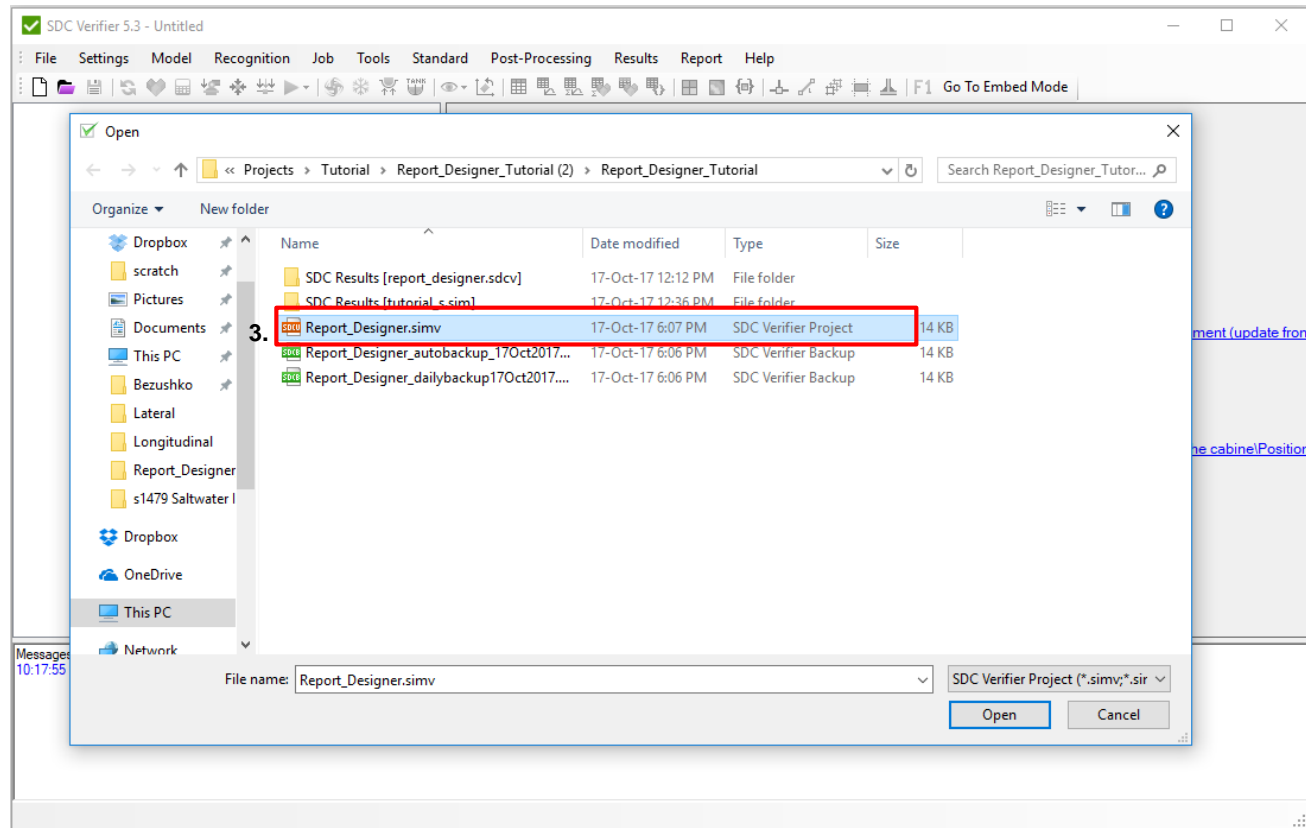 SDC Verifier 5.3 - Untitled
File Settings Model Recognition Job Tools Standard Post-Processing Results Report Help
TANK F1 Go To Embed Mode
Open
« Projects › Tutorial › Report_Designer_Tutorial (2) › Report_Designer_Tutorial Search Report_Designer_Tutor...
Organize New folder
Name Date modified Type Size
Dropbox
scratch
Pictures
Documents
This PC
Bezushko
Lateral
Longitudinal
Report_Designer
s1479 Saltwater
Dropbox
OneDrive
This PC
Network
SDC Results [report_designer.sdcv] 17-Oct-17 12:12 PM File folder
SDC Results [tutorial_s.sim] 17-Oct-17 12:36 PM File folder
3. Report_Designer.simv 17-Oct-17 6:07 PM SDC Verifier Project 14 KB
Report_Designer_autobackup_17Oct2017... 17-Oct-17 6:06 PM SDC Verifier Backup 14 KB
Report_Designer_dailybackup17Oct2017.... 17-Oct-17 6:06 PM SDC Verifier Backup 14 KB
ment (update from
he cabine\Position
Messages
10:17:55
File name: Report_Designer.simv SDC Verifier Project (*.simv;*.sir
Open Cancel